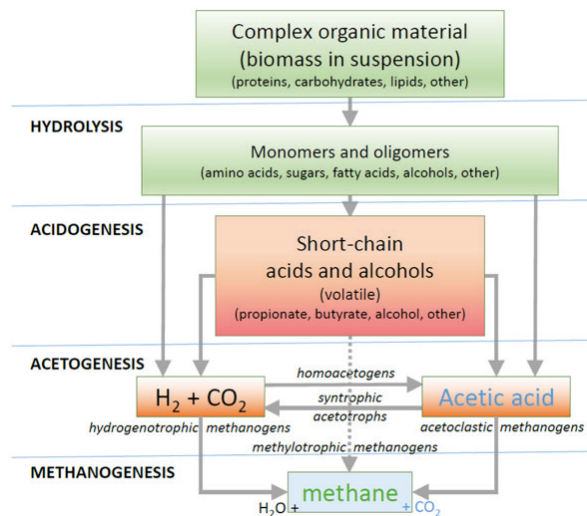 Complex organic material
(biomass in suspension)
(proteins, carbohydrates, lipids, other)
HYDROLYSIS
Monomers and oligomers
(amino acids, sugars, fatty acids, alcohols, other)
ACIDOGENESIS
Short-chain
acids and alcohols
(volatile)
(propionate, butyrate, alcohol, other)
ACETOGENESIS
homoacetogens
H₂ + CO₂
syntrophic
acetotrophs
Acetic acid
hydrogenotrophic methanogens
acetoclastic methanogens
methylotrophic methanogens
METHANOGENESIS
methane
H₂O +
+ CO₂